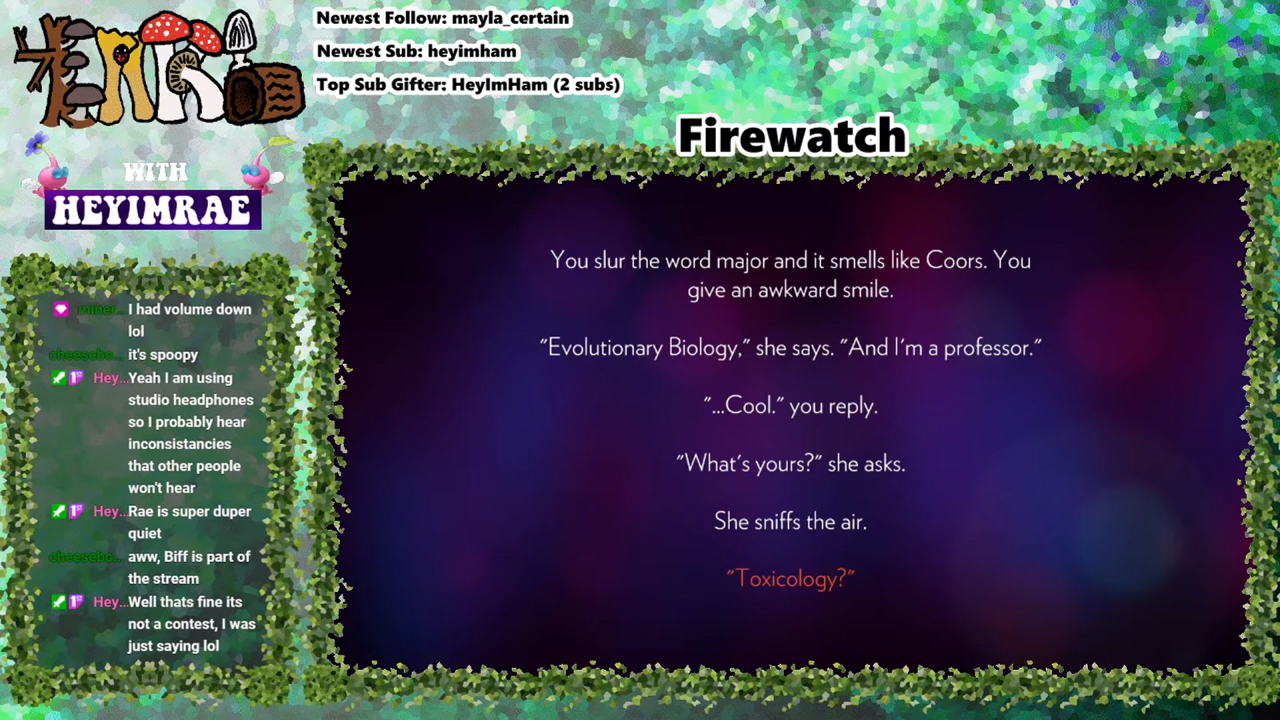 Newest Follow: mayla_certain
Newest Sub: heyimham
Top Sub Gifter: HeyImHam (2 subs)
WITH
HEYIMRAE
Firewatch
I had volume down
lol
it's spoopy
Hey... Yeah I am using
studio headphones
so I probably hear
inconsistancies
that other people
won't hear
Hey... Rae is super duper
quiet
aww, Biff is part of
the stream
Hey... Well thats fine its
not a contest, I was
just saying lol
You slur the word major and it smells like Coors. You
give an awkward smile.
"Evolutionary Biology," she says. "And I'm a professor."
"...Cool." you reply.
"What's yours?" she asks.
She sniffs the air.
"Toxicology?"